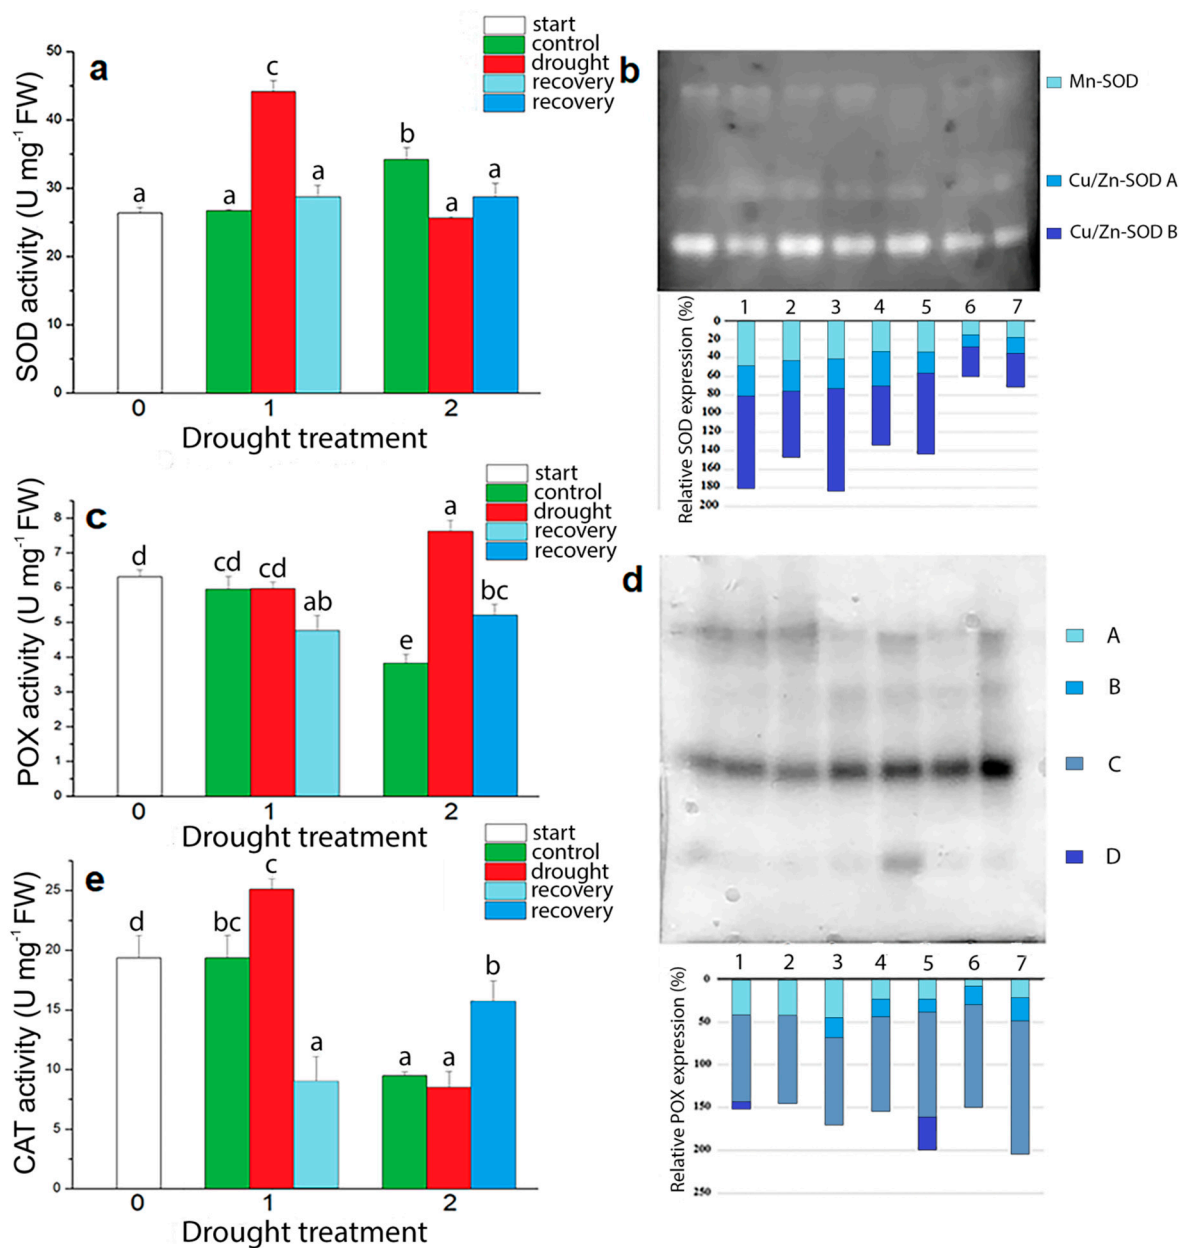 a
start
control
drought
recovery
recovery
50
40
30
20
10
0
SOD activity (U mg⁻¹ FW)
a
a
c
a
b
a
a
0
1
2
Drought treatment
b
Mn-SOD
Cu/Zn-SOD A
Cu/Zn-SOD B
1 2 3 4 5 6 7
0
20
40
60
80
100
120
140
160
180
200
Relative SOD expression (%)
c
start
control
drought
recovery
recovery
8
7
6
5
4
3
2
1
0
POX activity (U mg⁻¹ FW)
d
cd
cd
ab
e
a
bc
0
1
2
Drought treatment
d
A
B
C
D
1 2 3 4 5 6 7
0
50
100
150
200
250
Relative POX expression (%)
e
start
control
drought
recovery
recovery
25
20
15
10
5
0
CAT activity (U mg⁻¹ FW)
d
bc
c
a
a
a
b
0
1
2
Drought treatment